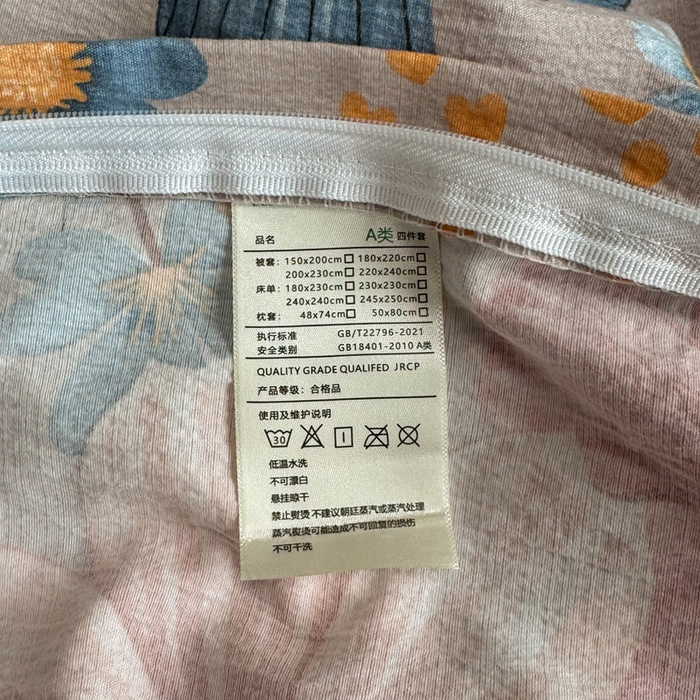 品名 A类 四件套
被套：150x200cm□ 180x220cm□
200x230cm□ 220x240cm□
床单：180x230cm□ 230x230cm□
240x240cm□ 245x250cm□
枕套： 48x74cm□ 50x80cm□
执行标准 GB/T22796-2021
安全类别 GB18401-2010 A类
QUALITY GRADE QUALIFED JRCP
产品等级：合格品
使用及维护说明
30
低温水洗
不可漂白
悬挂晾干
禁止熨烫 不建议朝廷蒸汽或蒸汽处理
蒸汽熨烫可能造成不可回复的损伤
不可干洗